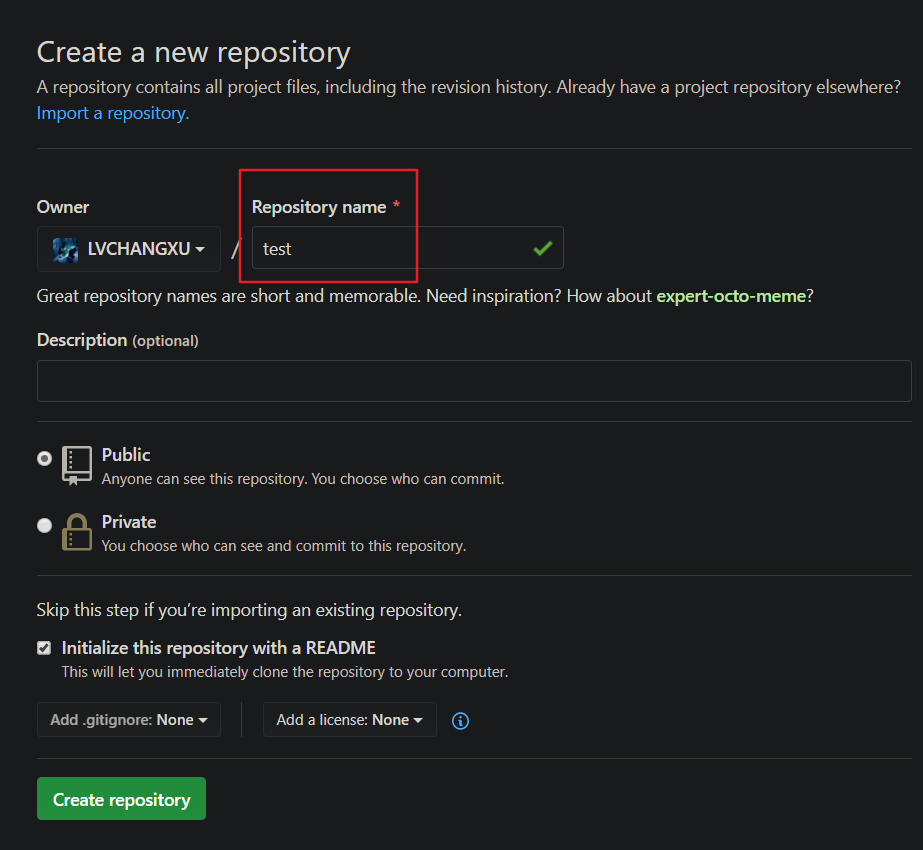 Create a new repository
A repository contains all project files, including the revision history. Already have a project repository elsewhere?
Import a repository.
Owner
Repository name *
LVCHANGXU / test
Great repository names are short and memorable. Need inspiration? How about expert-octo-meme?
Description (optional)
Public
Anyone can see this repository. You choose who can commit.
Private
You choose who can see and commit to this repository.
Skip this step if you’re importing an existing repository.
Initialize this repository with a README
This will let you immediately clone the repository to your computer.
Add .gitignore: None
Add a license: None
Create repository